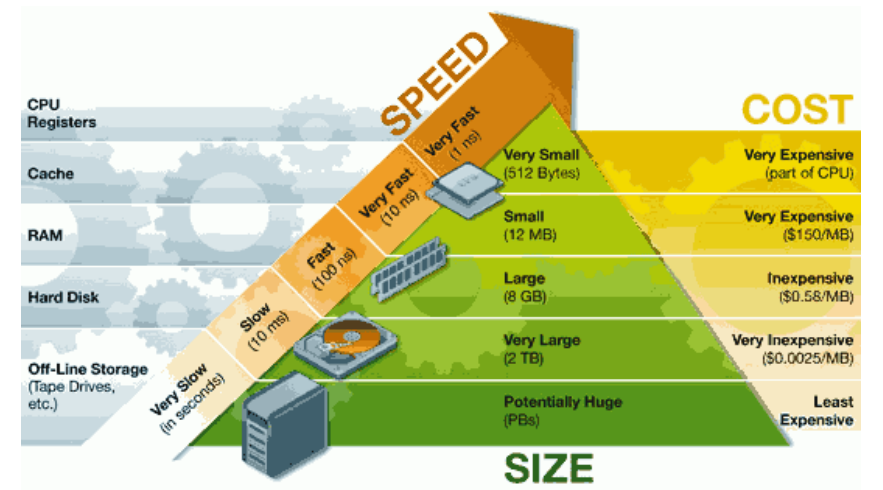 SPEED
COST
CPU
Registers
Very Fast
(1 ns)
Very Small
(512 Bytes)
Very Expensive
(part of CPU)
Cache
Very Fast
(10 ns)
Small
(12 MB)
Very Expensive
($150/MB)
RAM
Fast
(100 ns)
Large
(8 GB)
Inexpensive
($0.58/MB)
Hard Disk
Slow
(10 ms)
Very Large
(2 TB)
Very Inexpensive
($0.0025/MB)
Off-Line Storage
(Tape Drives,
etc.)
Very Slow
(in seconds)
Potentially Huge
(PBs)
Least
Expensive
SIZE